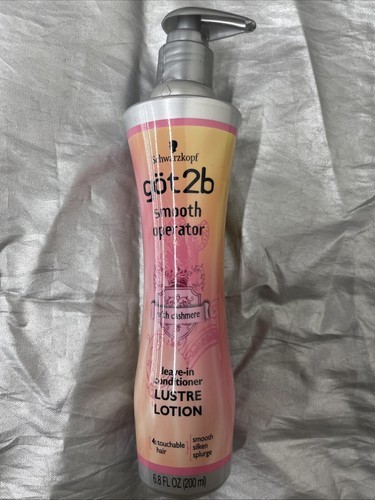 Schwarzkopf
göt2b
smooth
operator
with cashmere
leave-in
conditioner
LUSTRE
LOTION
4: touchable
hair
smooth
silken
splurge
6.8 FL OZ (200 ml)